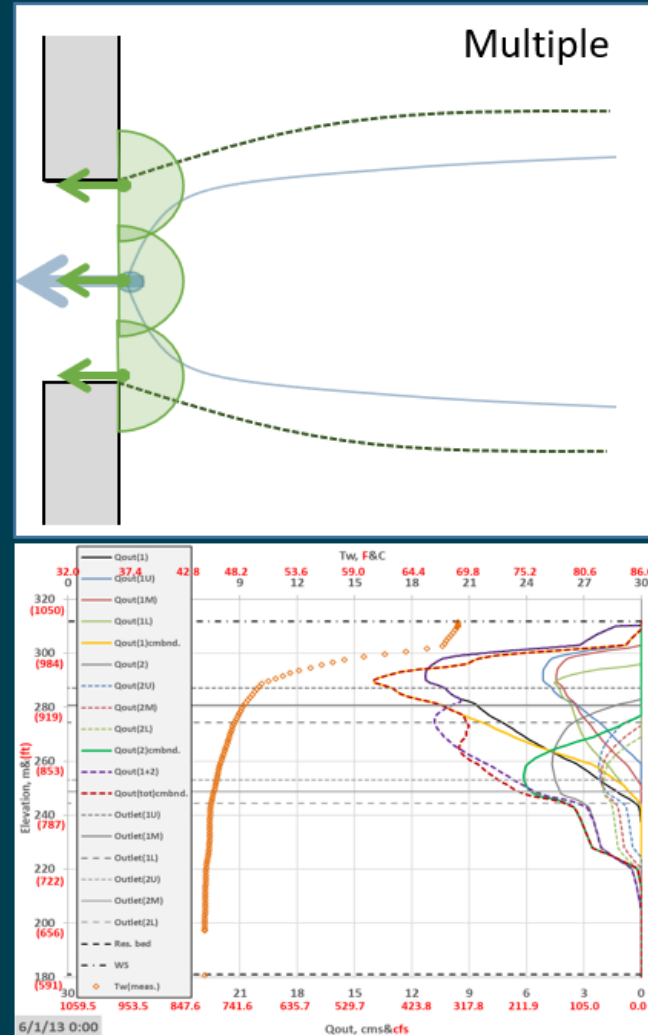 Multiple
Tw, F&C
32.0 37.4 42.8 48.2 53.6 59.0 64.4 69.8 75.2 80.6 86.
0 9 12 15 18 21 24 27 30
Qout(1)
Qout(1U)
Qout(1M)
Qout(1L)
Qout(1)cmbnd.
Qout(2)
Qout(2U)
Qout(2M)
Qout(2L)
Qout(2)cmbnd.
Qout(1+2)
Qout(tot)cmbnd.
Outlet(1U)
Outlet(1M)
Outlet(1L)
Outlet(2U)
Outlet(2M)
Outlet(2L)
Res. bed
WS
Tw(meas.)
Elevation, m&(ft)
320
(1050)
300
(984)
280
(919)
260
(853)
240
(787)
220
(722)
200
(656)
180
(591)
30 21 18 15 12 9 6 3 0
1059.5 953.5 847.6 741.6 635.7 529.7 423.8 317.8 211.9 105.0 0.0
6/1/13 0:00
Qout, cms&cfs